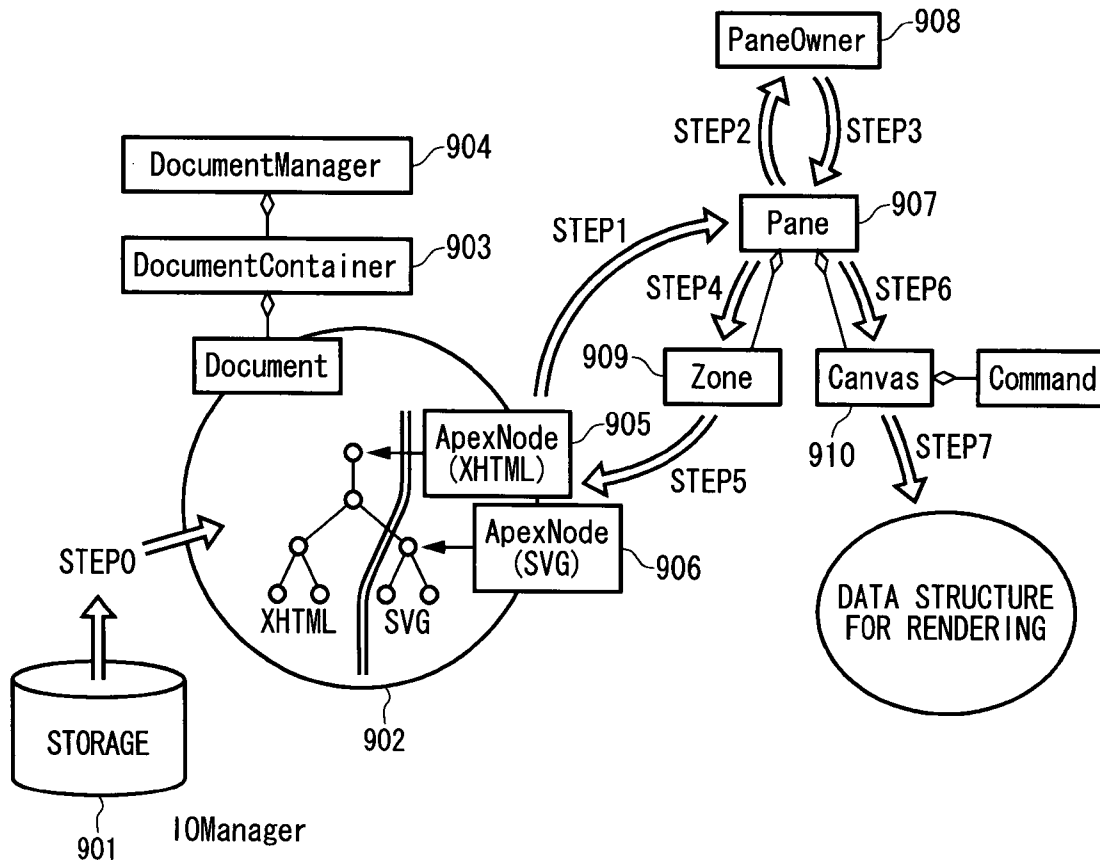 PaneOwner
908
STEP2
STEP3
DocumentManager
904
Pane
907
DocumentContainer
903
STEP1
STEP4
STEP6
Document
909
Zone
Canvas
Command
910
ApexNode
(XHTML)
905
STEP5
STEP7
ApexNode
(SVG)
906
STEP0
XHTML
SVG
DATA STRUCTURE
FOR RENDERING
902
STORAGE
901
IOManager